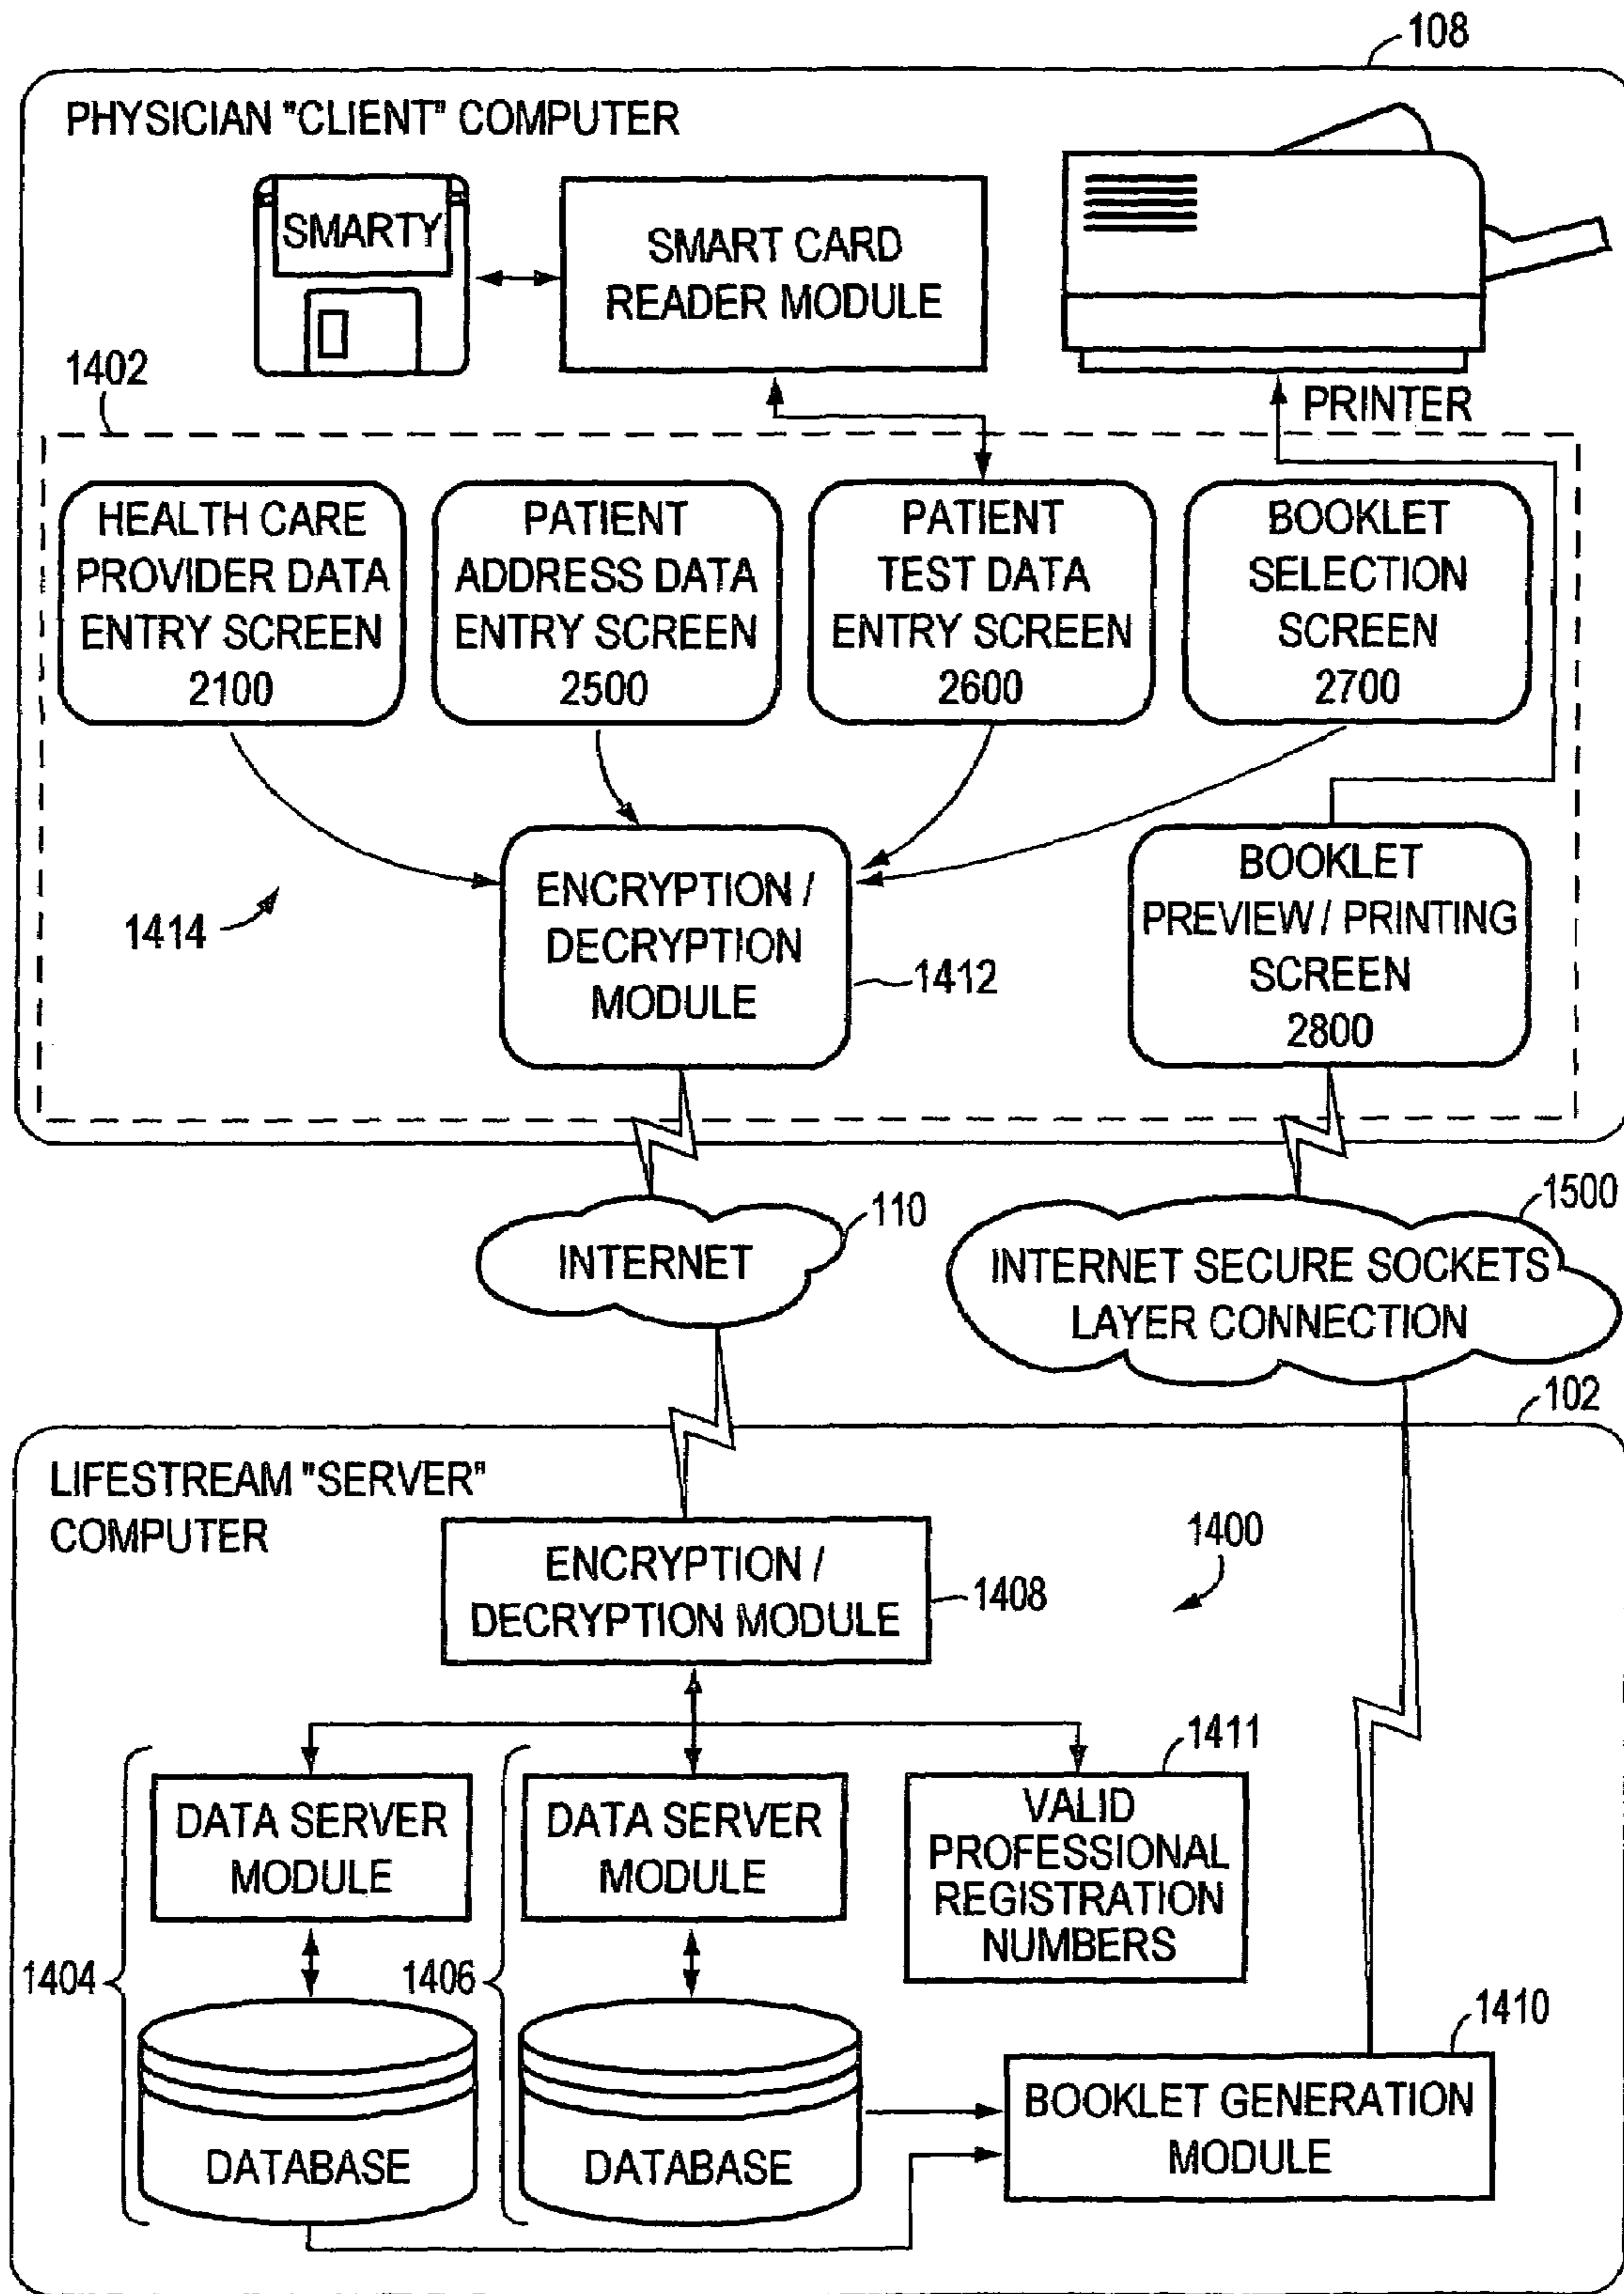 108
PHYSICIAN "CLIENT" COMPUTER
SMARTY
SMART CARD
READER MODULE
PRINTER
1402
HEALTH CARE
PROVIDER DATA
ENTRY SCREEN
2100
PATIENT
ADDRESS DATA
ENTRY SCREEN
2500
PATIENT
TEST DATA
ENTRY SCREEN
2600
BOOKLET
SELECTION
SCREEN
2700
1414
ENCRYPTION /
DECRYPTION
MODULE
1412
BOOKLET
PREVIEW / PRINTING
SCREEN
2800
INTERNET
110
INTERNET SECURE SOCKETS
LAYER CONNECTION
1500
102
LIFESTREAM "SERVER"
COMPUTER
ENCRYPTION /
DECRYPTION MODULE
1408
1400
DATA SERVER
MODULE
DATA SERVER
MODULE
1411
VALID
PROFESSIONAL
REGISTRATION
NUMBERS
1404
1406
DATABASE
DATABASE
1410
BOOKLET GENERATION
MODULE